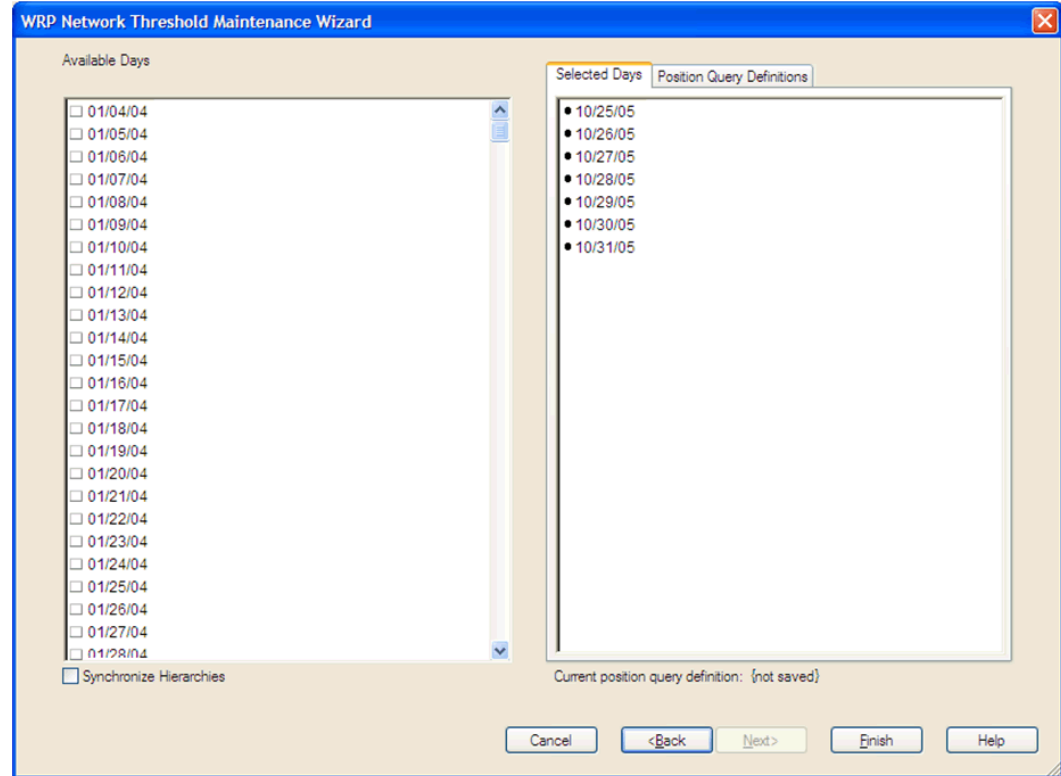 WRP Network Threshold Maintenance Wizard
Available Days
Selected Days
Position Query Definitions
01/04/04
01/05/04
01/06/04
01/07/04
01/08/04
01/09/04
01/10/04
01/11/04
01/12/04
01/13/04
01/14/04
01/15/04
01/16/04
01/17/04
01/18/04
01/19/04
01/20/04
01/21/04
01/22/04
01/23/04
01/24/04
01/25/04
01/26/04
01/27/04
01/28/04
10/25/05
10/26/05
10/27/05
10/28/05
10/29/05
10/30/05
10/31/05
Synchronize Hierarchies
Current position query definition: {not saved}
Cancel
<Back
Next>
Finish
Help